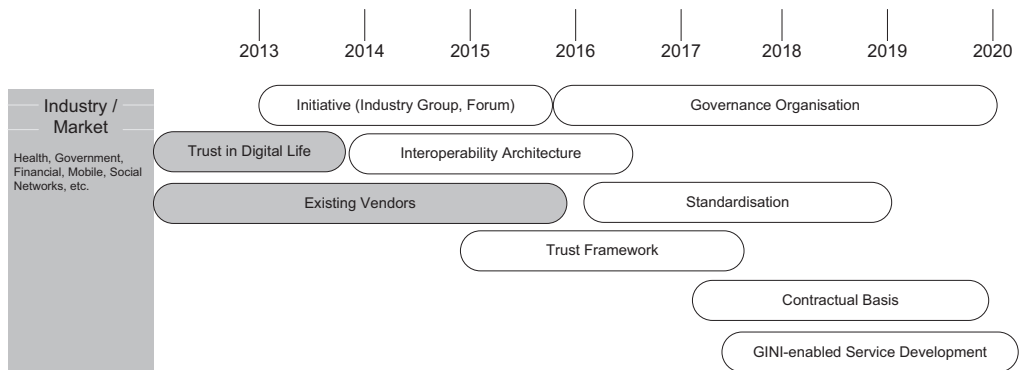 2013 2014 2015 2016 2017 2018 2019 2020
Industry /
Market
Health, Government,
Financial, Mobile, Social
Networks, etc.
Initiative (Industry Group, Forum) Governance Organisation
Trust in Digital Life Interoperability Architecture
Existing Vendors Standardisation
Trust Framework
Contractual Basis
GINI-enabled Service Development